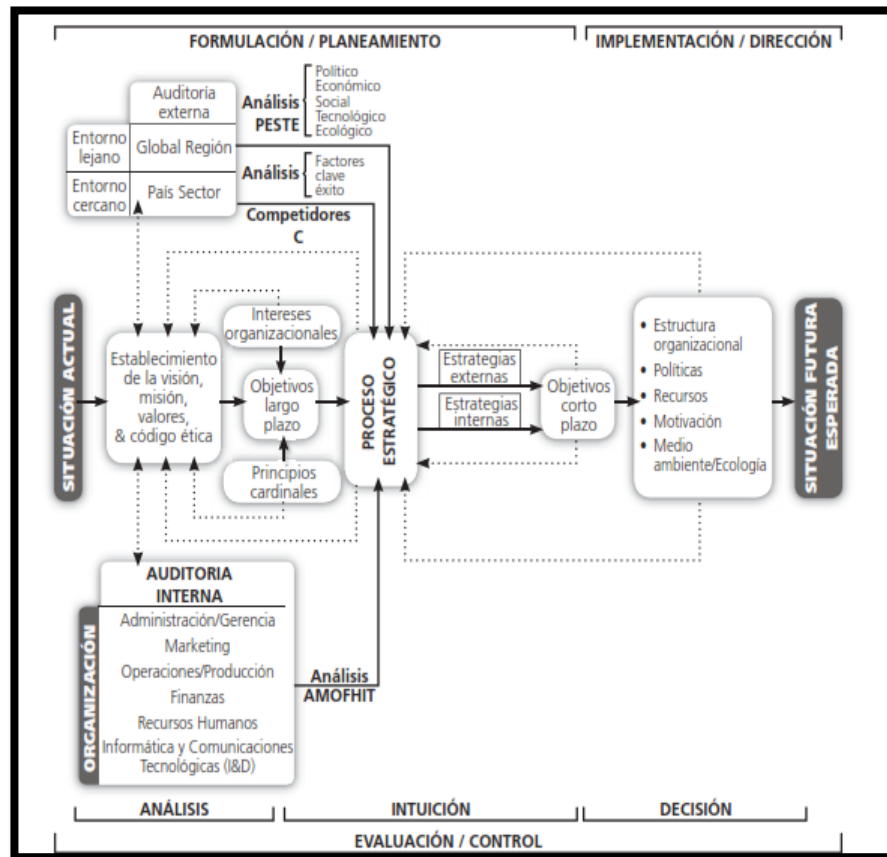 FORMULACIÓN / PLANEAMIENTO
IMPLEMENTACIÓN / DIRECCIÓN
Auditoria
externa
Entorno
lejano
Global Región
Entorno
cercano
País Sector
Análisis
PESTE
Político
Económico
Social
Tecnológico
Ecológico
Análisis
Factores
clave
éxito
Competidores
C
SITUACIÓN ACTUAL
Establecimiento
de la visión,
misión,
valores,
& código ética
Intereses
organizacionales
Objetivos
largo
plazo
Principios
cardinales
PROCESO
ESTRATÉGICO
Estrategias
externas
Estrategias
internas
Objetivos
corto
plazo
• Estructura
organizacional
• Políticas
• Recursos
• Motivación
• Medio
ambiente/Ecología
SITUACIÓN FUTURA
ESPERADA
ORGANIZACIÓN
AUDITORIA
INTERNA
Administración/Gerencia
Marketing
Operaciones/Producción
Finanzas
Recursos Humanos
Informática y Comunicaciones
Tecnológicas (I&D)
Análisis
AMOFHIT
ANÁLISIS
INTUICIÓN
DECISIÓN
EVALUACIÓN / CONTROL